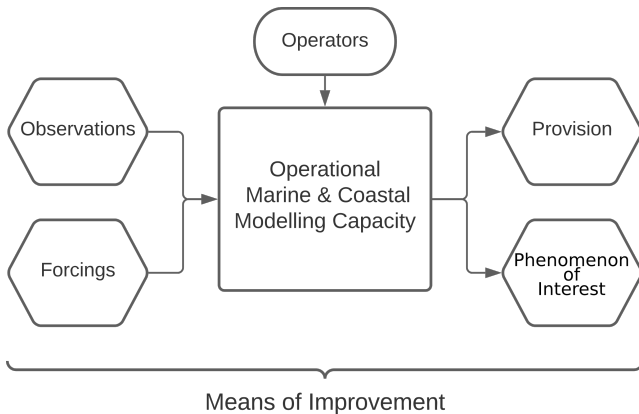 Operators
Observations
Forcings
Operational
Marine & Coastal
Modelling Capacity
Provision
Phenomenon
of
Interest
Means of Improvement